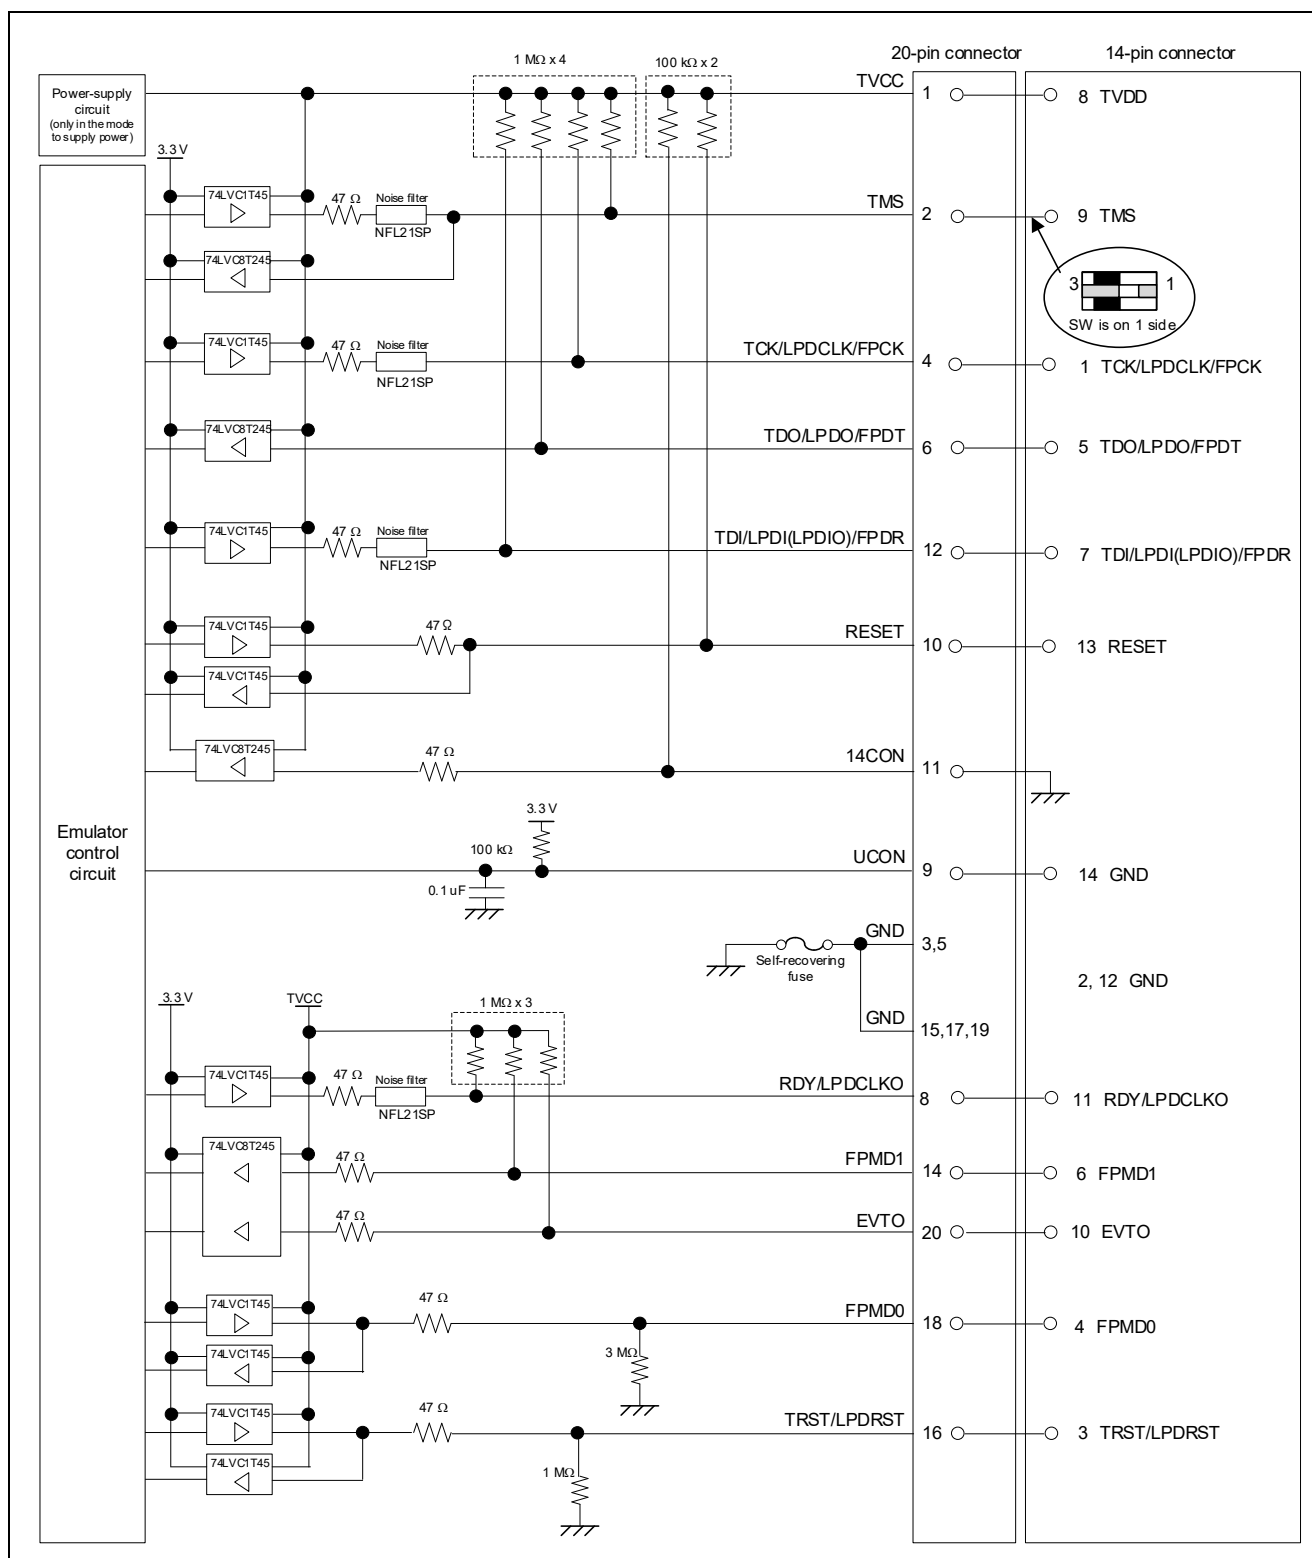 20-pin connector
14-pin connector
1 MΩ x 4
100 kΩ x 2
TVCC
1
8 TVDD
Power-supply
circuit
(only in the mode
to supply power)
3.3 V
74LVC1T45
47 Ω
Noise filter
NFL21SP
TMS
2
9 TMS
74LVC8T245
3
1
SW is on 1 side
74LVC1T45
47 Ω
Noise filter
NFL21SP
TCK/LPDCLK/FPCK
4
1 TCK/LPDCLK/FPCK
74LVC8T245
TDO/LPDO/FPDT
6
5 TDO/LPDO/FPDT
74LVC1T45
47 Ω
Noise filter
NFL21SP
TDI/LPDI(LPDIO)/FPDR
12
7 TDI/LPDI(LPDIO)/FPDR
74LVC1T45
47 Ω
RESET
10
13 RESET
74LVC1T45
74LVC8T245
47 Ω
14CON
11
Emulator
control
circuit
3.3 V
100 kΩ
0.1 uF
UCON
9
14 GND
GND
3,5
Self-recovering
fuse
2, 12 GND
GND
15,17,19
3.3 V
TVCC
1 MΩ x 3
74LVC1T45
47 Ω
Noise filter
NFL21SP
RDY/LPDCLKO
8
11 RDY/LPDCLKO
74LVC8T245
47 Ω
FPMD1
14
6 FPMD1
47 Ω
EVTO
20
10 EVTO
74LVC1T45
47 Ω
FPMD0
18
4 FPMD0
74LVC1T45
3 MΩ
74LVC1T45
47 Ω
TRST/LPDRST
16
3 TRST/LPDRST
74LVC1T45
1 MΩ